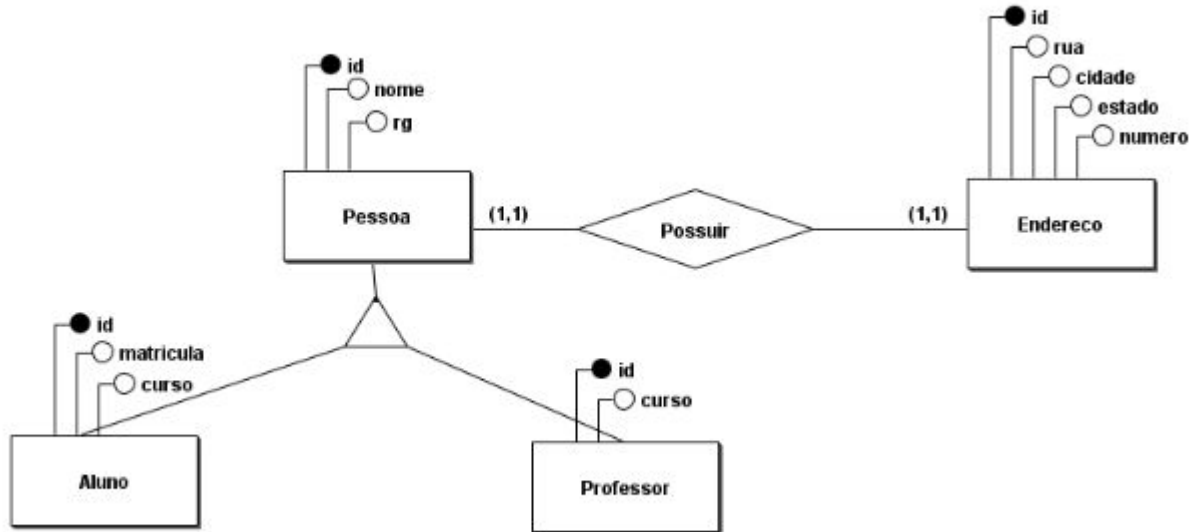 id
nome
rg
Pessoa
(1,1)
Possuir
(1,1)
id
rua
cidade
estado
numero
Endereco
id
matricula
curso
Aluno
id
curso
Professor